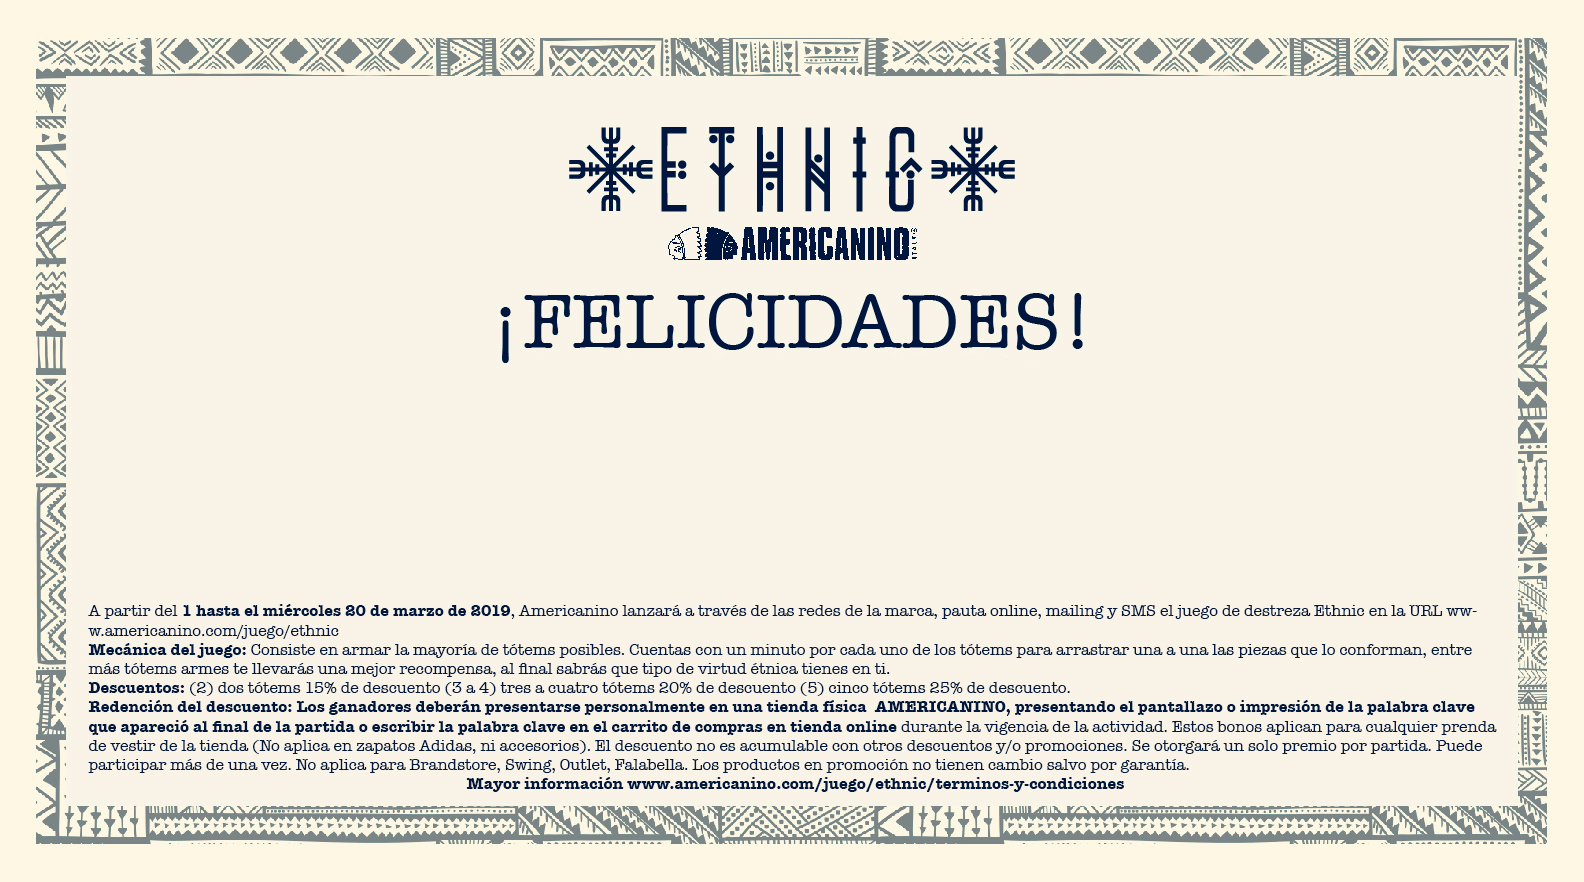 ETHNIC
AMERICANINO
¡FELICIDADES!
A partir del 1 hasta el miércoles 20 de marzo de 2019, Americanino lanzará a través de las redes de la marca, pauta online, mailing y SMS el juego de destreza Ethnic en la URL ww-
w.americanino.com/juego/ethnic
Mecánica del juego: Consiste en armar la mayoría de tótems posibles. Cuentas con un minuto por cada uno de los tótems para arrastrar una a una las piezas que lo conforman, entre
más tótems armes te llevarás una mejor recompensa, al final sabrás que tipo de virtud étnica tienes en ti.
Descuentos: (2) dos tótems 15% de descuento (3 a 4) tres a cuatro tótems 20% de descuento (5) cinco tótems 25% de descuento.
Redención del descuento: Los ganadores deberán presentarse personalmente en una tienda física AMERICANINO, presentando el pantallazo o impresión de la palabra clave
que apareció al final de la partida o escribir la palabra clave en el carrito de compras en tienda online durante la vigencia de la actividad. Estos bonos aplican para cualquier prenda
de vestir de la tienda (No aplica en zapatos Adidas, ni accesorios). El descuento no es acumulable con otros descuentos y/o promociones. Se otorgará un solo premio por partida. Puede
participar más de una vez. No aplica para Brandstore, Swing, Outlet, Falabella. Los productos en promoción no tienen cambio salvo por garantía.
Mayor información www.americanino.com/juego/ethnic/terminos-y-condiciones